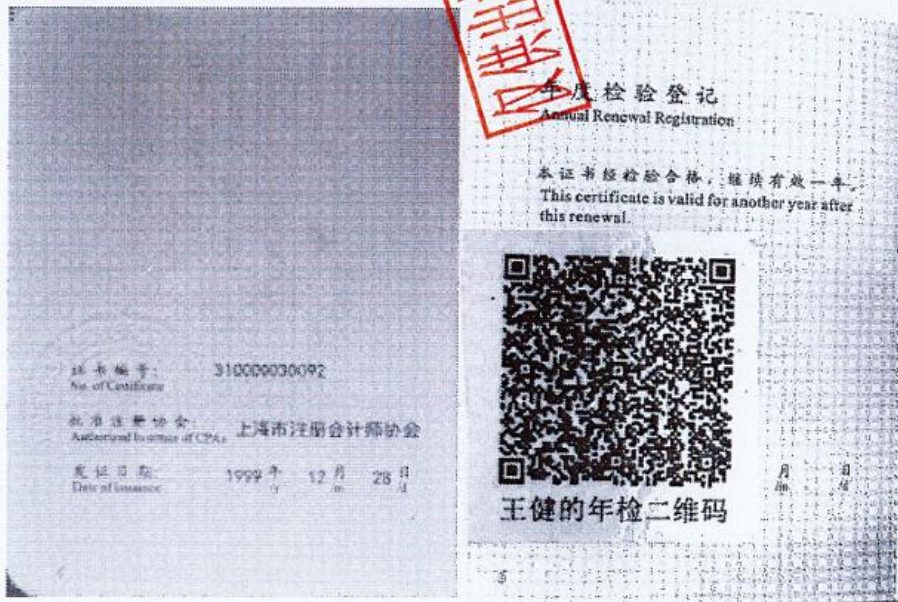 证书编号:
No. of Certificate
310000030092
批准注册协会
Authorized Institute of CPAs
上海市注册会计师协会
发证日期:
Date of Issuance
1999 年 12 月 28 日
/y /m /d
年度检验登记
Annual Renewal Registration
本证书经检验合格，继续有效一年。
This certificate is valid for another year after
this renewal.
月 日
/m /d
王健的年检二维码
5